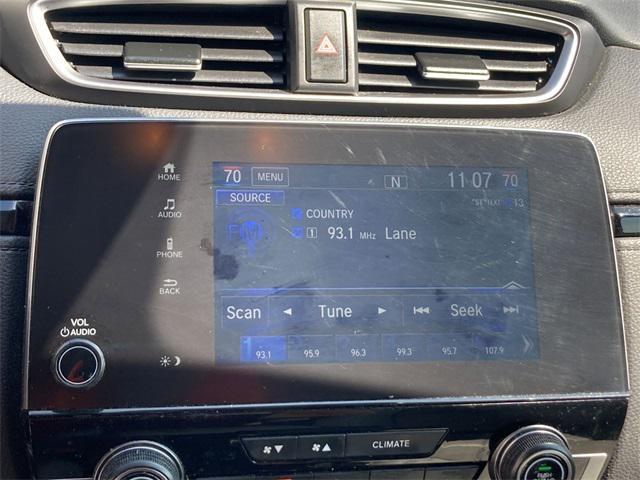 70 MENU N 11 07 70
SOURCE
COUNTRY
FM
1 93.1 MHz Lane
Scan Tune Seek
93.1 95.9 96.3 99.3 95.7 107.9
HOME
AUDIO
PHONE
BACK
VOL
AUDIO
CLIMATE
PUSH